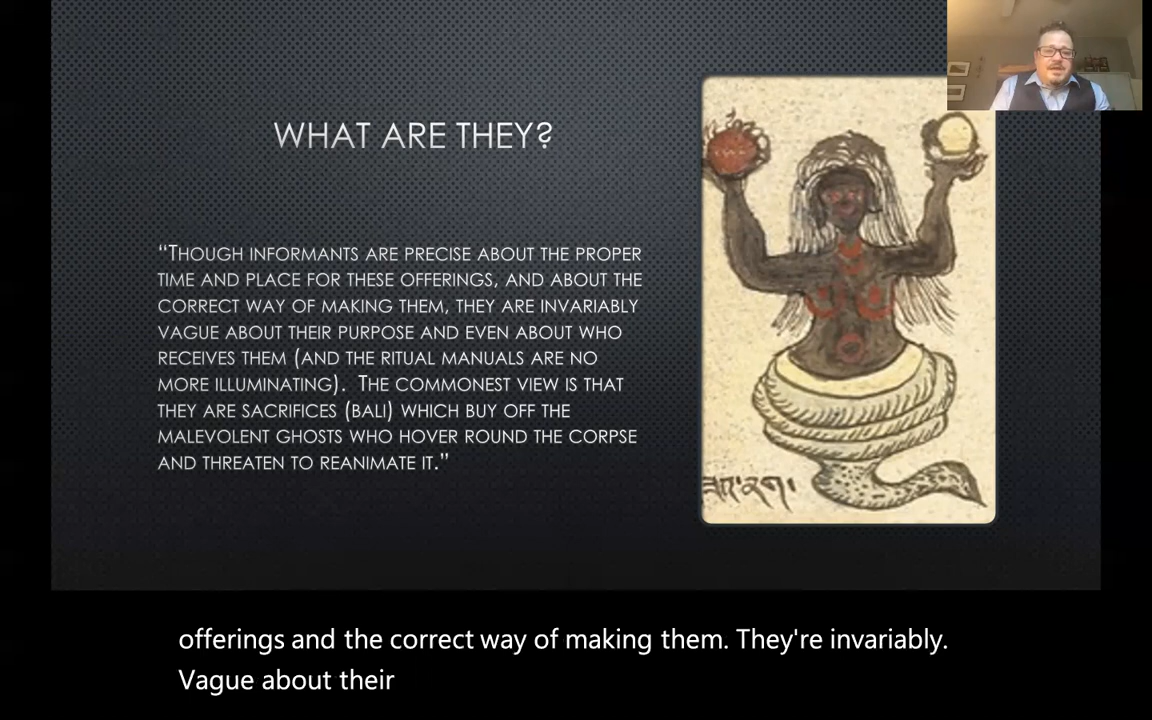 WHAT ARE THEY?
“THOUGH INFORMANTS ARE PRECISE ABOUT THE PROPER
TIME AND PLACE FOR THESE OFFERINGS, AND ABOUT THE
CORRECT WAY OF MAKING THEM, THEY ARE INVARIABLY
VAGUE ABOUT THEIR PURPOSE AND EVEN ABOUT WHO
RECEIVES THEM (AND THE RITUAL MANUALS ARE NO
MORE ILLUMINATING).  THE COMMONEST VIEW IS THAT
THEY ARE SACRIFICES (BALI) WHICH BUY OFF THE
MALEVOLENT GHOSTS WHO HOVER ROUND THE CORPSE
AND THREATEN TO REANIMATE IT.”
offerings and the correct way of making them. They're invariably.
Vague about their